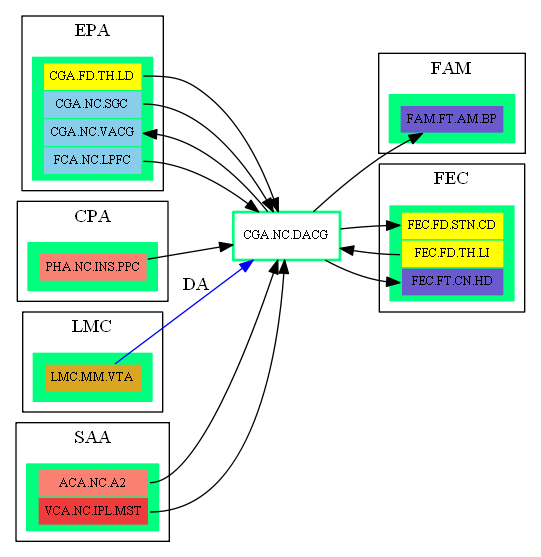 EPA
CGA.FD.TH.LD
CGA.NC.SGC
CGA.NC.VACG
FCA.NC.LPFC
CPA
PHA.NC.INS.PPC
LMC
LMC.MM.VTA
SAA
ACA.NC.A2
VCA.NC.IPL.MST
DA
CGA.NC.DACG
FAM
FAM.FT.AM.BP
FEC
FEC.FD.STN.CD
FEC.FD.TH.LI
FEC.FT.CN.HD